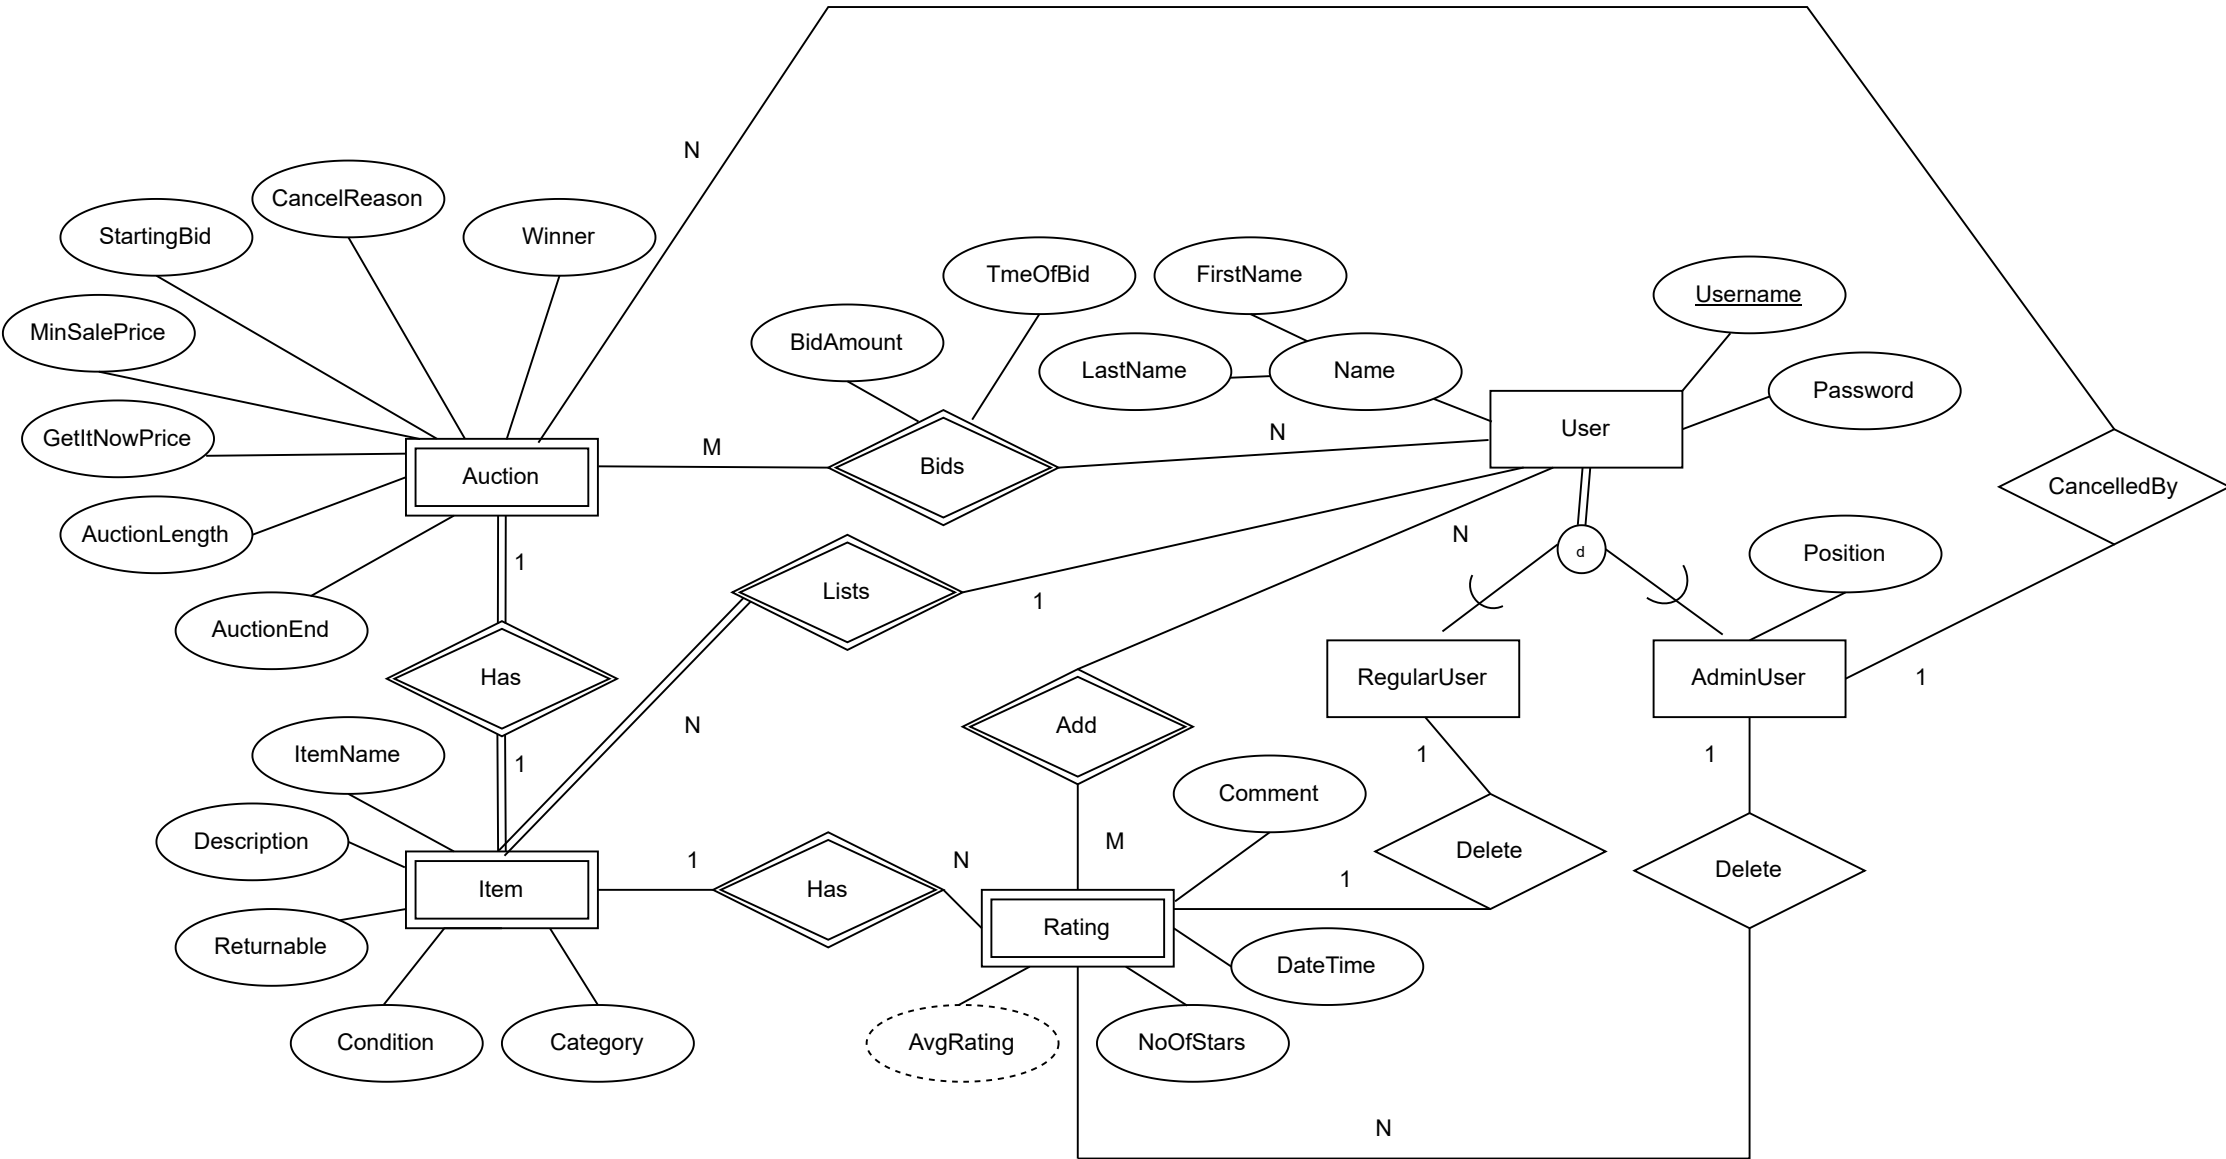 N
CancelReason
StartingBid
Winner
TmeOfBid
FirstName
Username
MinSalePrice
BidAmount
LastName
Name
Password
GetItNowPrice
User
M
N
Auction
Bids
CancelledBy
AuctionLength
N
d
Position
1
Lists
1
AuctionEnd
Has
RegularUser
AdminUser
1
N
Add
ItemName
1
1
1
Comment
Description
M
Delete
Delete
1
N
1
Item
Has
Rating
Returnable
DateTime
Condition
Category
AvgRating
NoOfStars
N